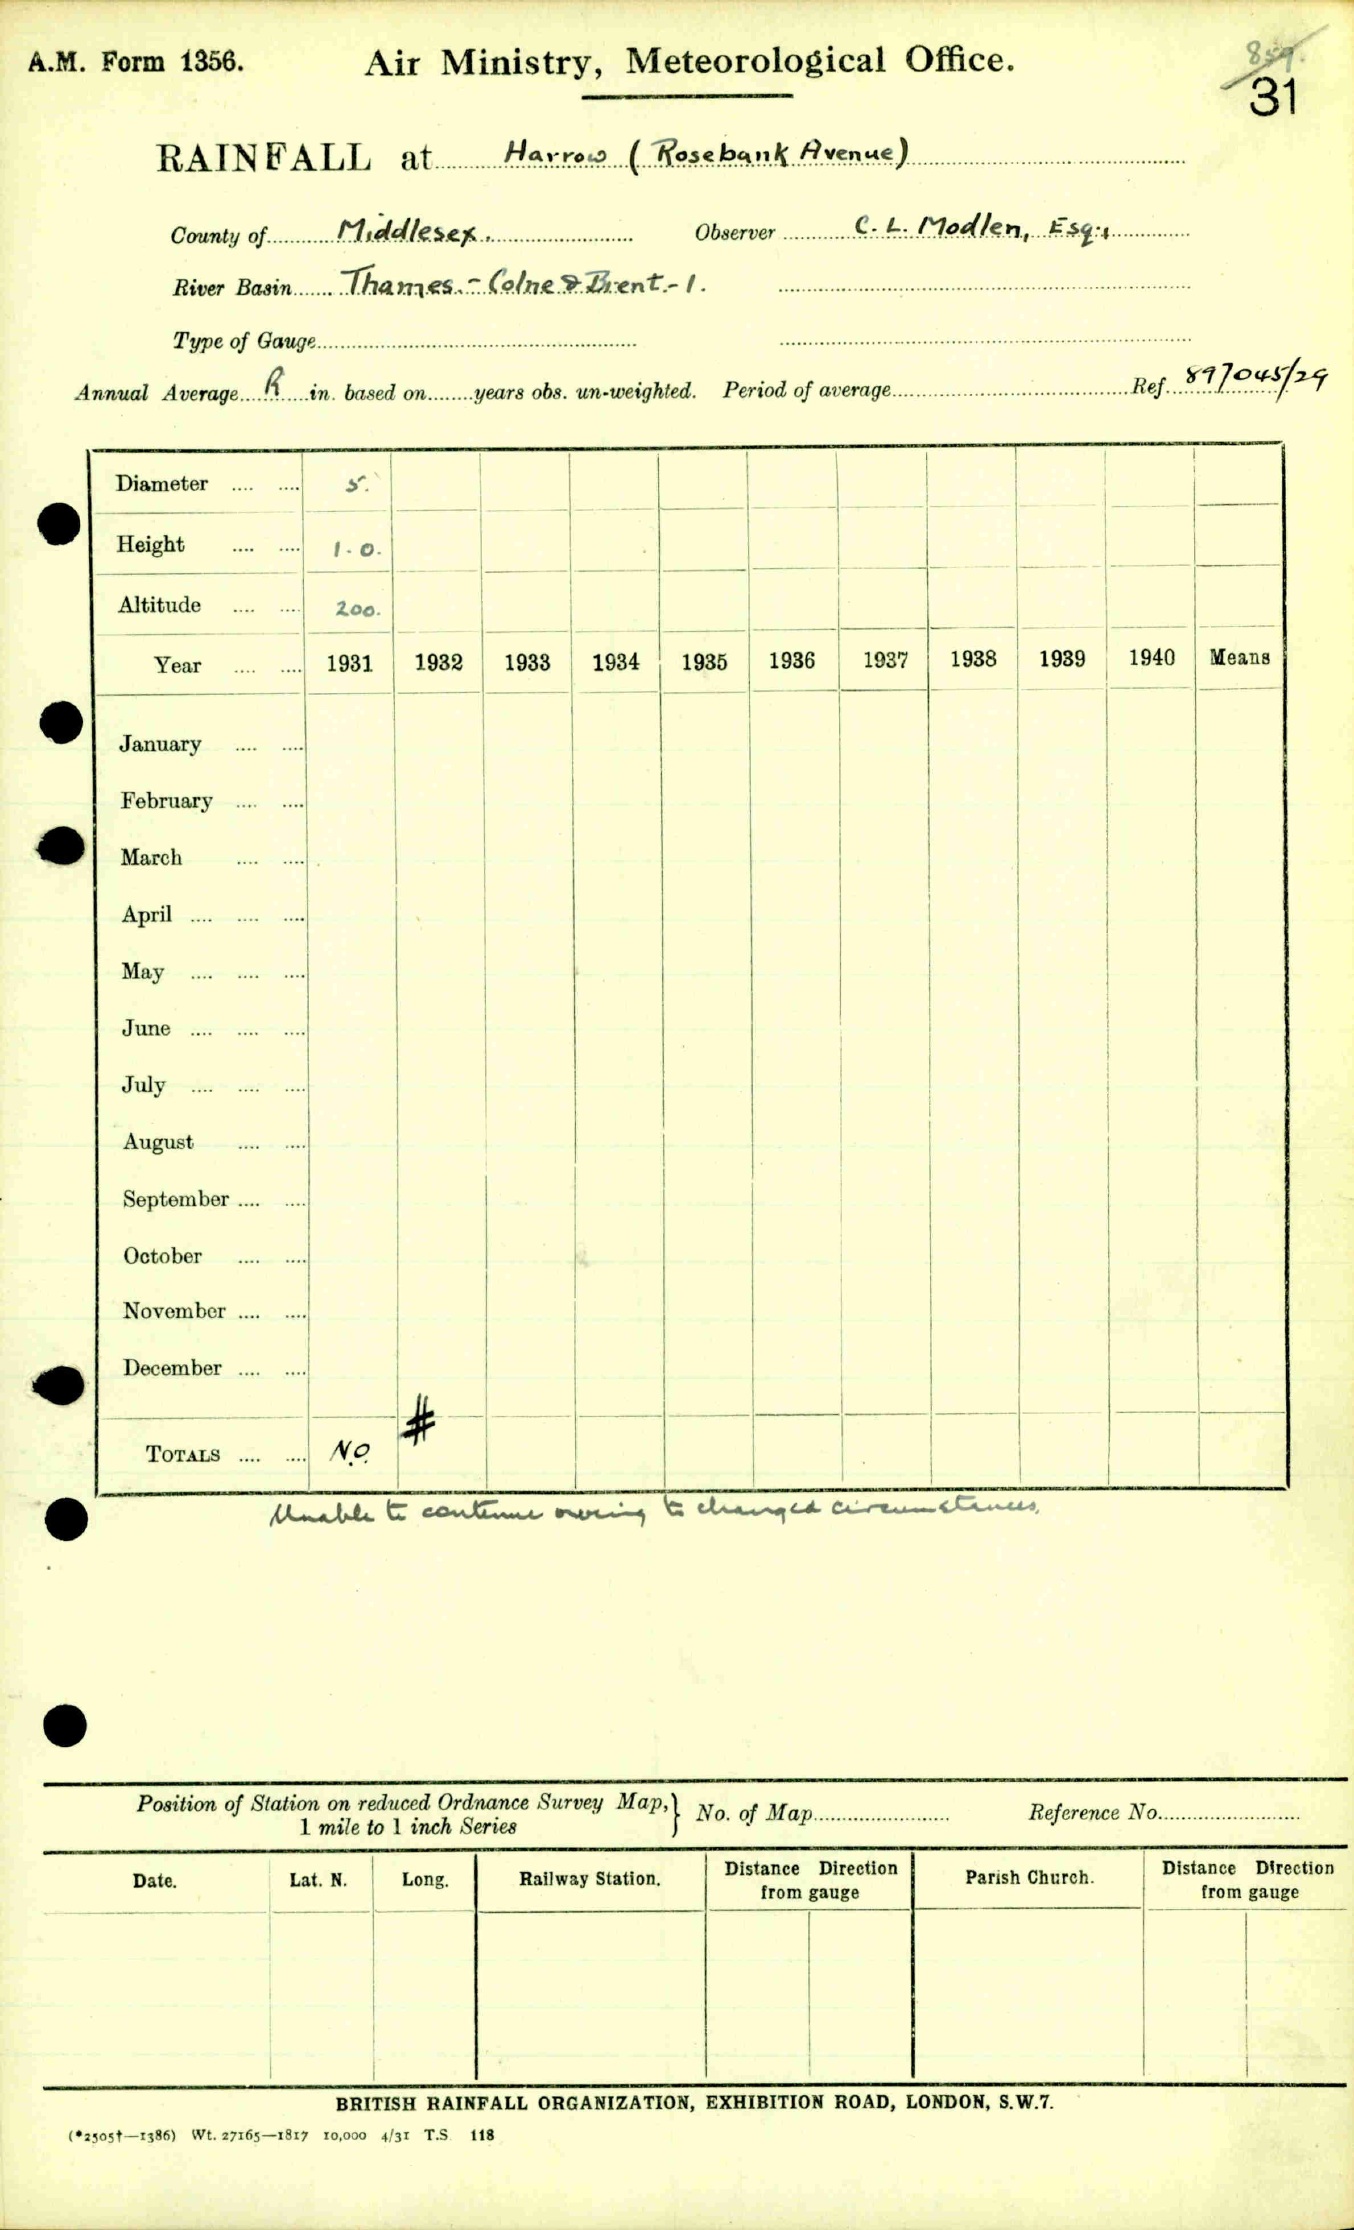 A.M. Form 1356.
Air Ministry, Meteorological Office.
859.
31
RAINFALL at Harrow (Rosebank Avenue)
County of Middlesex. Observer C. L. Modlen, Esq.,
River Basin Thames.-Colne & Brent.-1.
Type of Gauge
Annual Average R in. based on years obs. un-weighted. Period of average Ref. 897045/29
Diameter .... .... 5.
Height .... .... 1.0.
Altitude .... .... 200.
Year .... .... 1931 1932 1933 1934 1935 1936 1937 1938 1939 1940 Means
January .... ....
February .... ....
March .... ....
April .... .... ....
May .... .... ....
June .... .... ....
July .... .... ....
August .... ....
September .... ....
October .... ....
November .... ....
December .... ....
#
TOTALS .... .... N.O.
Unable to continue owing to changed circumstances.
Position of Station on reduced Ordnance Survey Map,} No. of Map Reference No.
1 mile to 1 inch Series
Date. Lat. N. Long. Railway Station. Distance Direction from gauge Parish Church. Distance Direction from gauge
BRITISH RAINFALL ORGANIZATION, EXHIBITION ROAD, LONDON, S.W.7.
(*2505†—1386) Wt. 27165—1817 10,000 4/31 T.S. 118